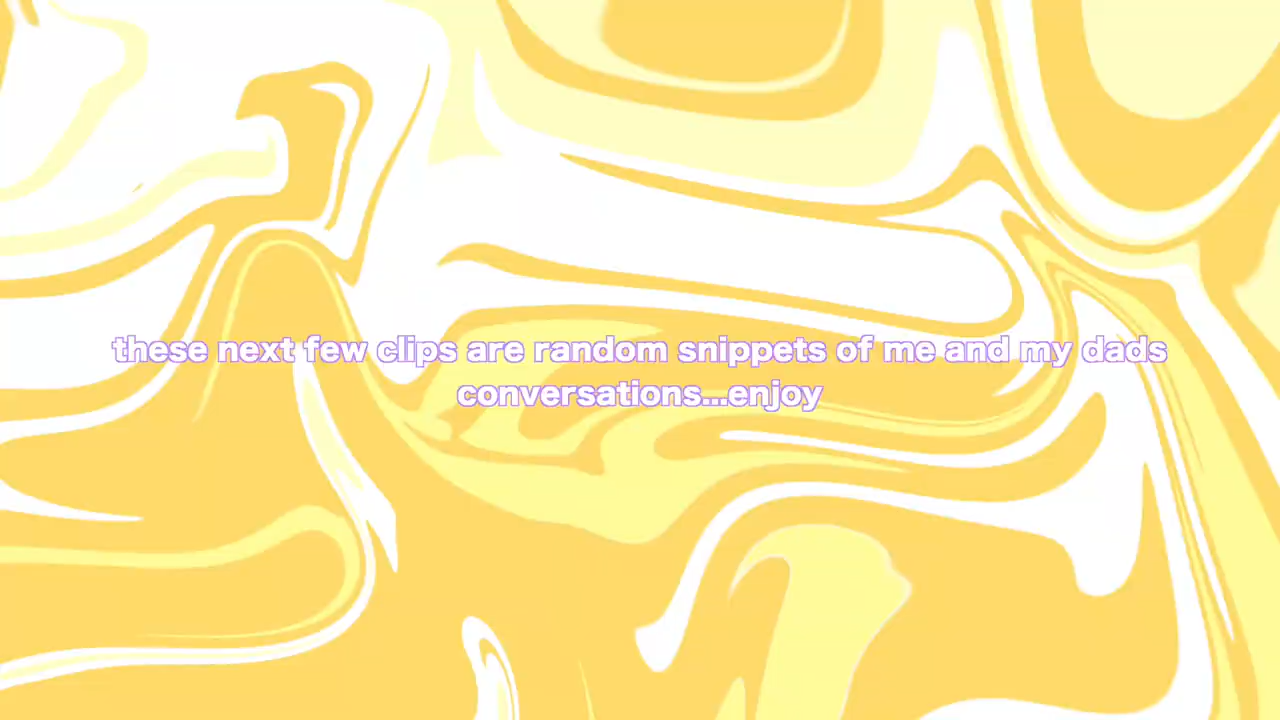 these next few clips are random snippets of me and my dads
conversations...enjoy